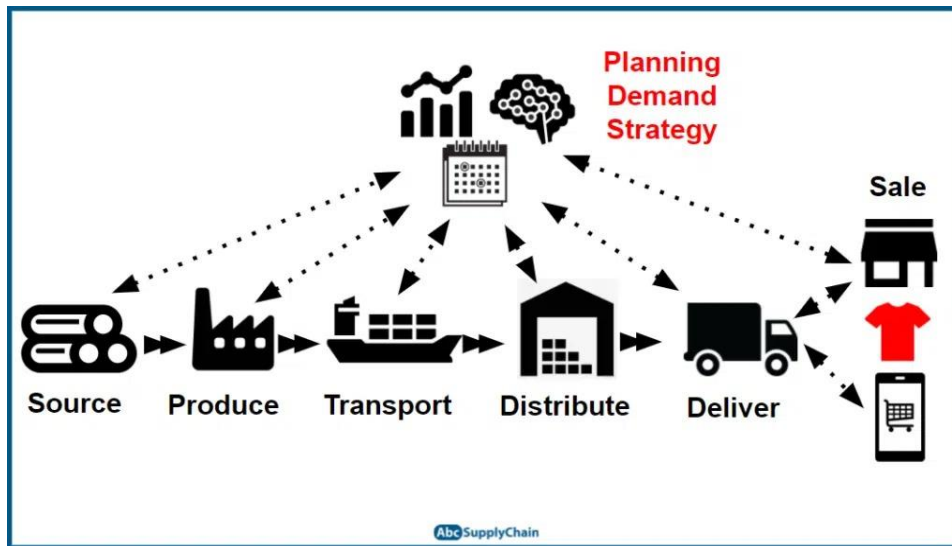 Planning
Demand
Strategy
Sale
Source
Produce
Transport
Distribute
Deliver
AbcSupplyChain